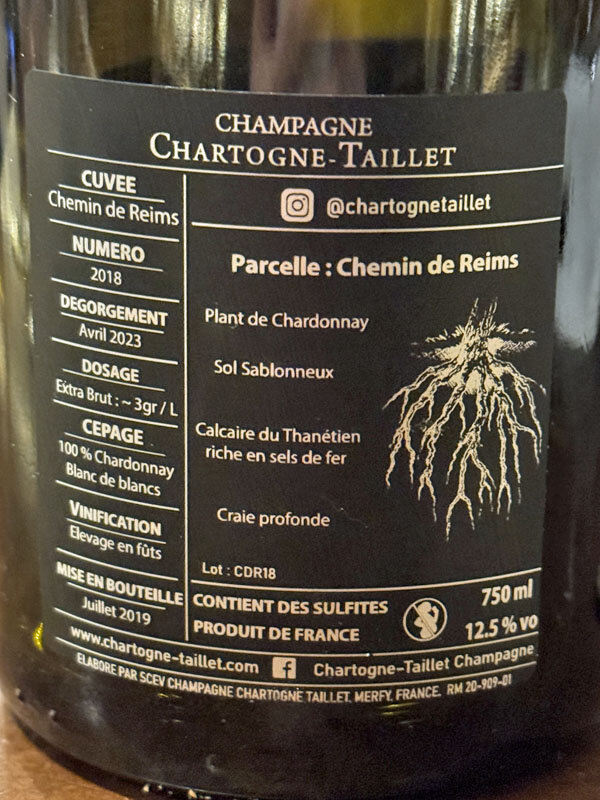 CHAMPAGNE
CHARTOGNE-TAILLET
CUVEE
Chemin de Reims
NUMERO
2018
DEGORGEMENT
Avril 2023
DOSAGE
Extra Brut : ~ 3gr / L
CEPAGE
100 % Chardonnay
Blanc de blancs
VINIFICATION
Elevage en fûts
MISE EN BOUTEILLE
Juillet 2019
@chartognetaillet
Parcelle : Chemin de Reims
Plant de Chardonnay
Sol Sablonneux
Calcaire du Thanétien
riche en sels de fer
Craie profonde
Lot : CDR18
CONTIENT DES SULFITES
PRODUIT DE FRANCE
750 ml
12.5 % vo
www.chartogne-taillet.com
Chartogne-Taillet Champagne
ELABORE PAR SCEV CHAMPAGNE CHARTOGNE TAILLET. MERFY. FRANCE. RM 20-909-01